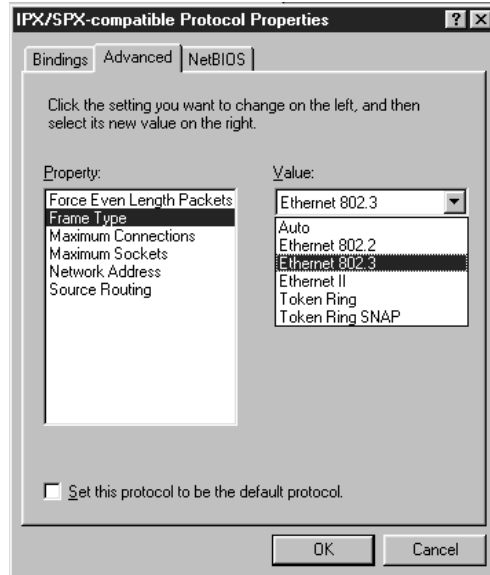 IPX/SPX-compatible Protocol Properties ? ×
Bindings Advanced NetBIOS
Click the setting you want to change on the left, and then
select its new value on the right.
Property: Value:
Force Even Length Packets Ethernet 802.3
Frame Type Auto
Maximum Connections Ethernet 802.2
Maximum Sockets Ethernet 802.3
Network Address Ethernet II
Source Routing Token Ring
Token Ring SNAP
Set this protocol to be the default protocol.
OK Cancel